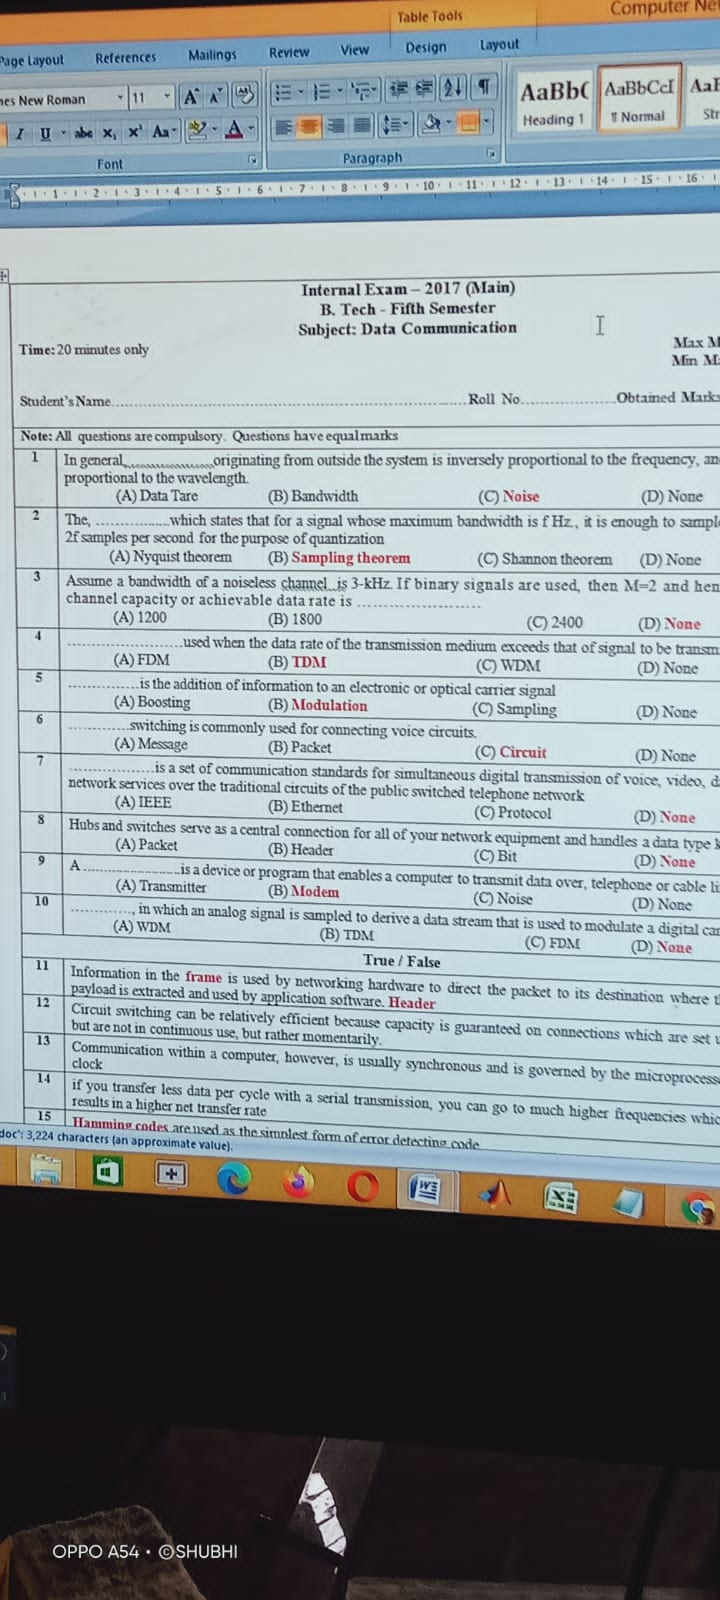 Table Tools
Computer Ne
Page Layout References Mailings Review View Design Layout
nes New Roman 11
AaBbC AaBbCcI
Heading 1 ¶ Normal
Font Paragraph
1 2 3 4 5 6 7 8 9 10 11 12 13 14 15 16
Internal Exam – 2017 (Main)
B. Tech - Fifth Semester
Subject: Data Communication
Time: 20 minutes only
Max M
Min M
Student's Name Roll No Obtained Marks
Note: All questions are compulsory. Questions have equal marks
1 In general, ..................originating from outside the system is inversely proportional to the frequency, an
proportional to the wavelength.
(A) Data Tare (B) Bandwidth (C) Noise (D) None
2 The, ..................which states that for a signal whose maximum bandwidth is f Hz., it is enough to sampl
2f samples per second for the purpose of quantization
(A) Nyquist theorem (B) Sampling theorem (C) Shannon theorem (D) None
3 Assume a bandwidth of a noiseless channel is 3-kHz. If binary signals are used, then M=2 and hen
channel capacity or achievable data rate is ..............................
(A) 1200 (B) 1800 (C) 2400 (D) None
4 ............................used when the data rate of the transmission medium exceeds that of signal to be transm
(A) FDM (B) TDM (C) WDM (D) None
5 ..................is the addition of information to an electronic or optical carrier signal
(A) Boosting (B) Modulation (C) Sampling (D) None
6 ...............switching is commonly used for connecting voice circuits.
(A) Message (B) Packet (C) Circuit (D) None
7 .....................is a set of communication standards for simultaneous digital transmission of voice, video, d
network services over the traditional circuits of the public switched telephone network
(A) IEEE (B) Ethernet (C) Protocol (D) None
8 Hubs and switches serve as a central connection for all of your network equipment and handles a data type k
(A) Packet (B) Header (C) Bit (D) None
9 A ........................is a device or program that enables a computer to transmit data over, telephone or cable li
(A) Transmitter (B) Modem (C) Noise (D) None
10 ..............., in which an analog signal is sampled to derive a data stream that is used to modulate a digital car
(A) WDM (B) TDM (C) FDM (D) None
True / False
11 Information in the frame is used by networking hardware to direct the packet to its destination where t
payload is extracted and used by application software. Header
12 Circuit switching can be relatively efficient because capacity is guaranteed on connections which are set u
but are not in continuous use, but rather momentarily.
13 Communication within a computer, however, is usually synchronous and is governed by the microprocess
clock
14 if you transfer less data per cycle with a serial transmission, you can go to much higher frequencies whic
results in a higher net transfer rate
15 Hamming codes are used as the simplest form of error detecting code
doc': 3,224 characters (an approximate value).
OPPO A54 · ©SHUBHI